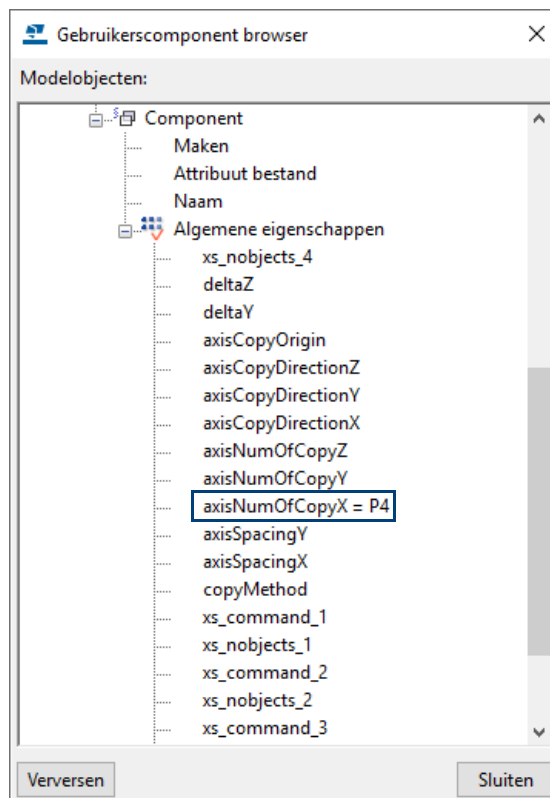 Gebruikerscomponent browser
Modelobjecten:
Component
Maken
Attribuut bestand
Naam
Algemene eigenschappen
xs_nobjects_4
deltaZ
deltaY
axisCopyOrigin
axisCopyDirectionZ
axisCopyDirectionY
axisCopyDirectionX
axisNumOfCopyZ
axisNumOfCopyY
axisNumOfCopyX = P4
axisSpacingY
axisSpacingX
copyMethod
xs_command_1
xs_nobjects_1
xs_command_2
xs_nobjects_2
xs_command_3
Verversen Sluiten